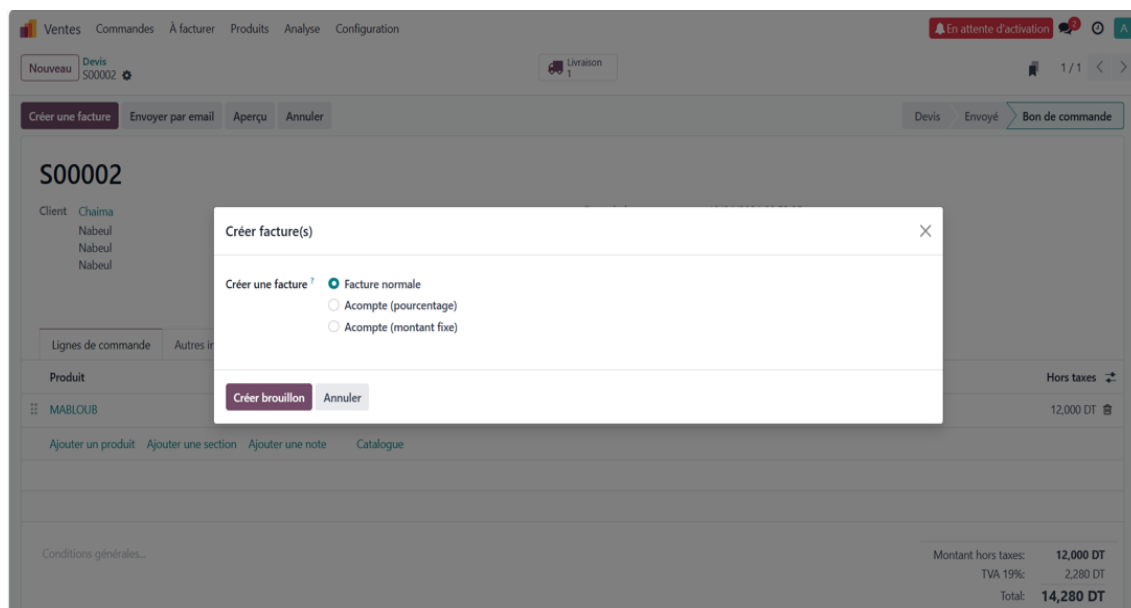 Ventes Commandes À facturer Produits Analyse Configuration
En attente d'activation 2 A
Nouveau Devis Livraison
S00002 1 1 / 1
Créer une facture Envoyer par email Aperçu Annuler Devis Envoyé Bon de commande
S00002
Client Chaima
Nabeul
Nabeul
Nabeul
Créer facture(s)
Créer une facture ? Facture normale
Acompte (pourcentage)
Acompte (montant fixe)
Créer brouillon Annuler
Lignes de commande Autres
Produit Hors taxes
MABLOUB 12,000 DT
Ajouter un produit Ajouter une section Ajouter une note Catalogue
Conditions générales...
Montant hors taxes: 12,000 DT
TVA 19%: 2,280 DT
Total: 14,280 DT